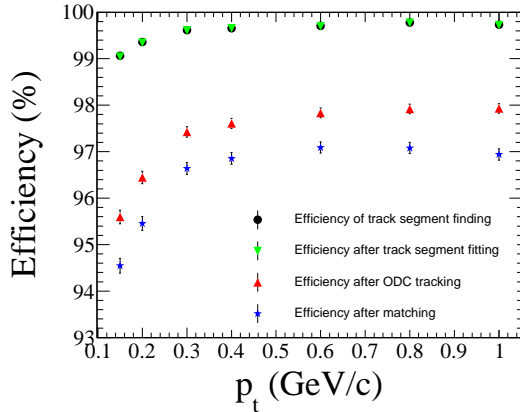 Efficiency (%)
100
99
98
97
96
95
94
93
Efficiency of track segment finding
Efficiency after track segment fitting
Efficiency after ODC tracking
Efficiency after matching
0.1 0.2 0.3 0.4 0.5 0.6 0.7 0.8 0.9 1
p_t (GeV/c)